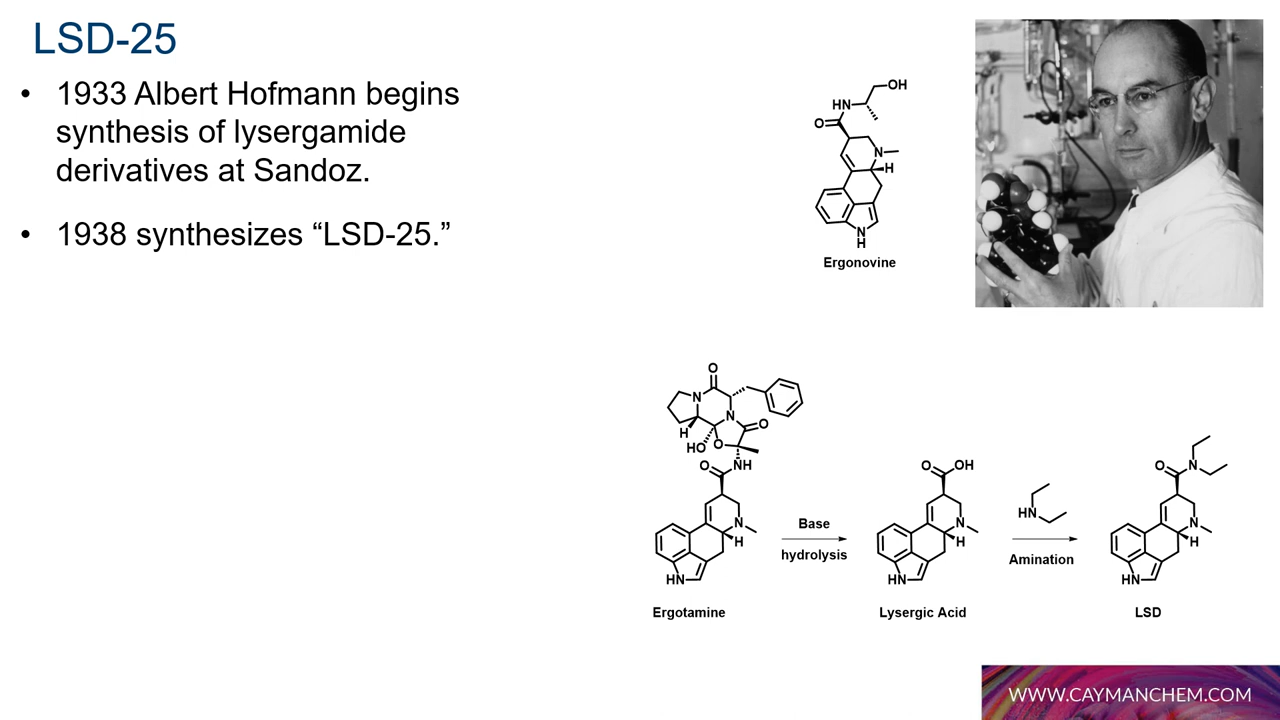 LSD-25
• 1933 Albert Hofmann begins
synthesis of lysergamide
derivatives at Sandoz.
• 1938 synthesizes “LSD-25.”
OH
HN
O
N
H
N
H
Ergonovine
O
N
N
O
H
HO
O
O
NH
N
H
HN
Ergotamine
Base
hydrolysis
O
OH
N
H
HN
Lysergic Acid
HN
Amination
O
N
N
H
HN
LSD
WWW.CAYMANCHEM.COM